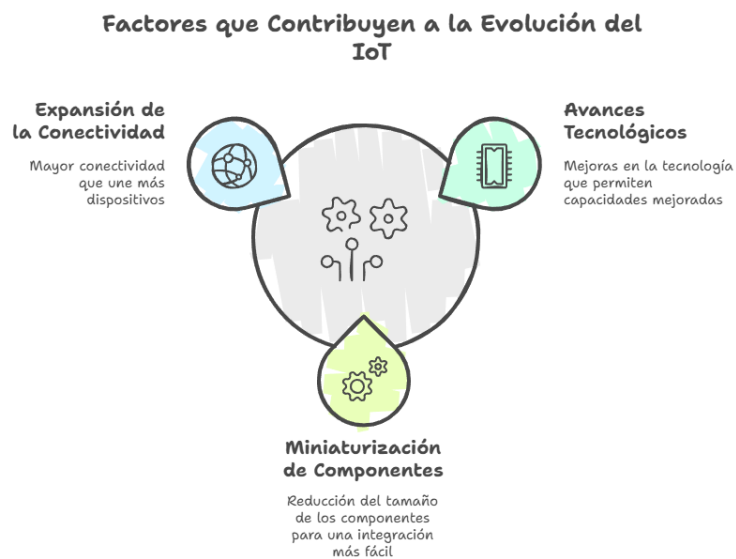 Factores que Contribuyen a la Evolución del
IoT
Expansión de
la Conectividad
Mayor conectividad
que une más
dispositivos
Avances
Tecnológicos
Mejoras en la tecnología
que permiten
capacidades mejoradas
Miniaturización
de Componentes
Reducción del tamaño
de los componentes
para una integración
más fácil